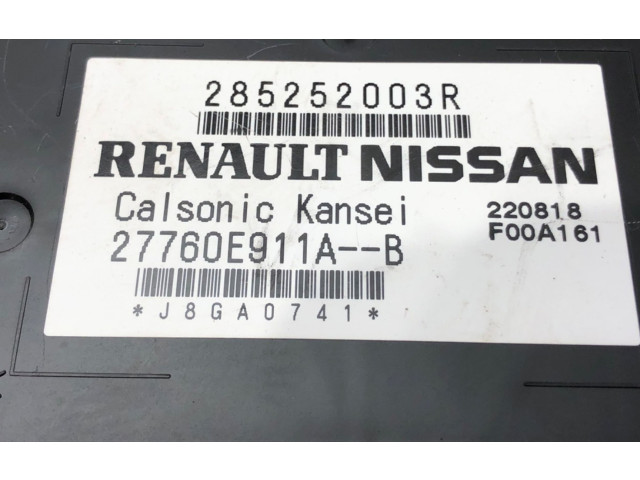 285252003R
RENAULT NISSAN
Calsonic Kansei 220818
27760E911A--B F00A161
*J8GA0741*